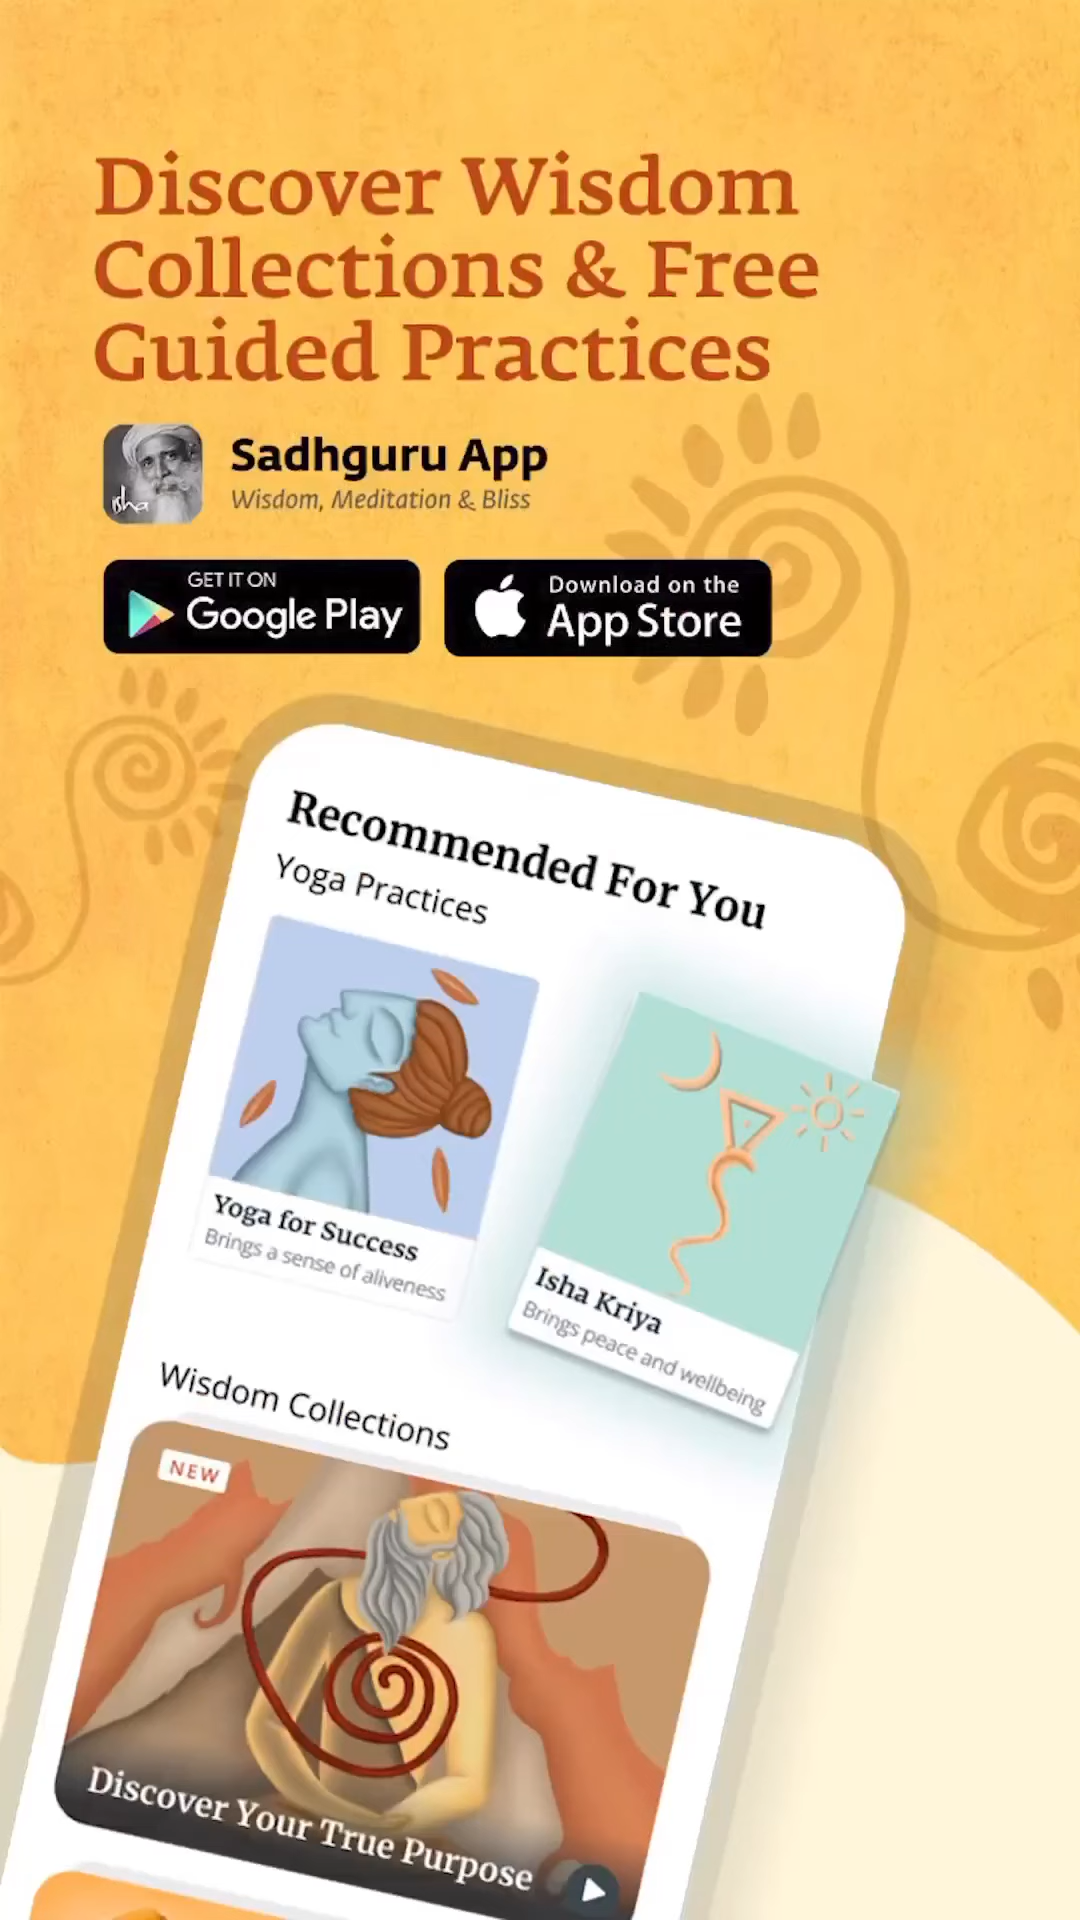 Discover Wisdom
Collections & Free
Guided Practices
isha
Sadhguru App
Wisdom, Meditation & Bliss
GET IT ON
Google Play
Download on the
App Store
Recommended For You
Yoga Practices
Yoga for Success
Brings a sense of aliveness
Isha Kriya
Brings peace and wellbeing
Wisdom Collections
NEW
Discover Your True Purpose